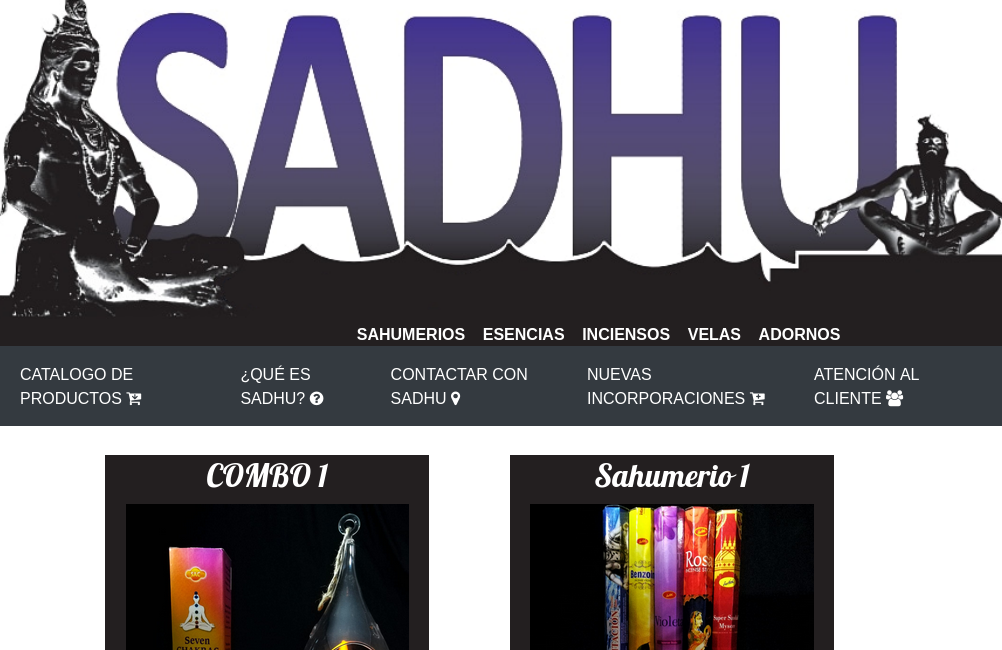 SADHU
SAHUMERIOS ESENCIAS INCIENSOS VELAS ADORNOS
CATALOGO DE
PRODUCTOS
¿QUÉ ES
SADHU?
CONTACTAR CON
SADHU
NUEVAS
INCORPORACIONES
ATENCIÓN AL
CLIENTE
COMBO 1
Sahumerio 1
Seven
CHAKRAS
Benzoin
Violet
Rosa
Super Sai
Mysore